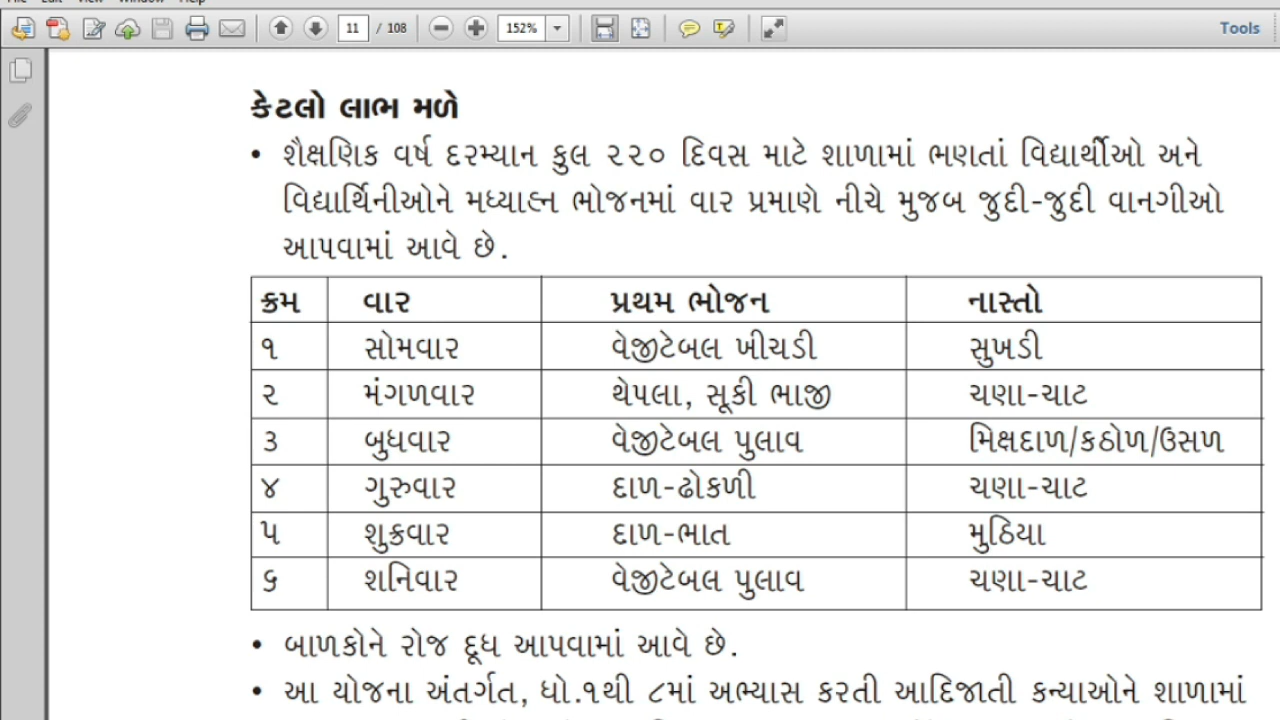 Window Help
11 / 108 152% Tools
કેટલો લાભ મળે
• શૈક્ષણિક વર્ષ દરમ્યાન કુલ ૨૨૦ દિવસ માટે શાળામાં ભણતાં વિદ્યાર્થીઓ અને
વિદ્યાર્થિનીઓને મધ્યાહ્ન ભોજનમાં વાર પ્રમાણે નીચે મુજબ જુદી-જુદી વાનગીઓ
આપવામાં આવે છે.
ક્રમ વાર પ્રથમ ભોજન નાસ્તો
૧ સોમવાર વેજીટેબલ ખીચડી સુખડી
૨ મંગળવાર થેપલા, સૂકી ભાજી ચણા-ચાટ
૩ બુધવાર વેજીટેબલ પુલાવ મિક્ષદાળ/કઠોળ/ઉસળ
૪ ગુરુવાર દાળ-ઢોકળી ચણા-ચાટ
૫ શુક્રવાર દાળ-ભાત મુઠિયા
૬ શનિવાર વેજીટેબલ પુલાવ ચણા-ચાટ
• બાળકોને રોજ દૂધ આપવામાં આવે છે.
• આ યોજના અંતર્ગત, ધો.૧થી ૮માં અભ્યાસ કરતી આદિજાતી કન્યાઓને શાળામાં